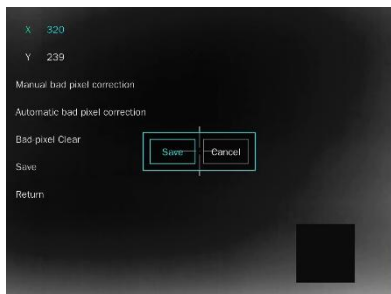 X 320
Y 239
Manual bad pixel correction
Automatic bad pixel correction
Bad-pixel Clear
Save
Return
Save Cancel